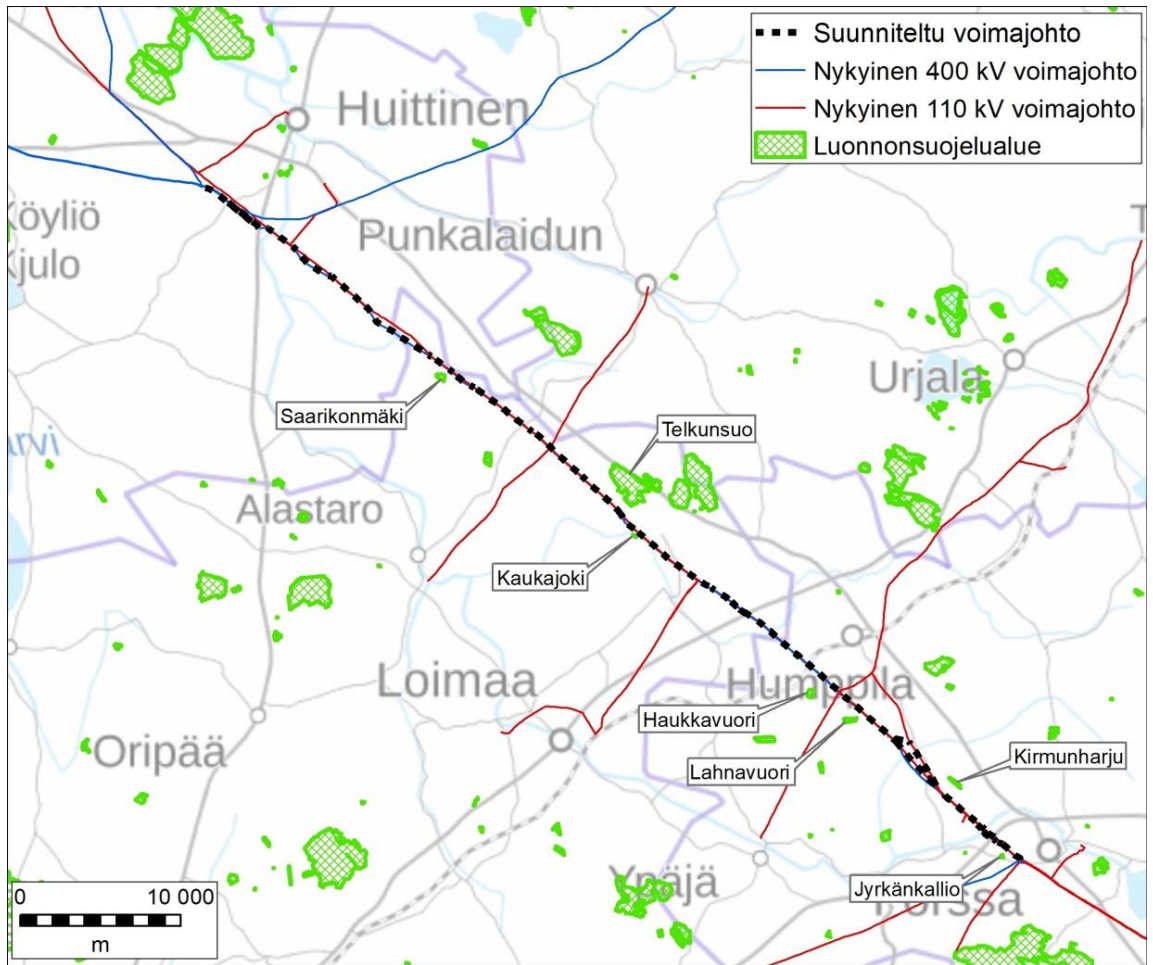 Suunniteltu voimajohto
Nykyinen 400 kV voimajohto
Nykyinen 110 kV voimajohto
Luonnonsuojelualue
Huittinen
Köyliö
Kjulo
Punkalaidun
T
Urjala
Saarikonmäki
Telkunsuo
arvi
Alastaro
Kaukajoki
Loimaa
Humppila
Haukkavuori
Oripää
Lahnavuori
Kirmunharju
Ypäjä
Jyrkänkallio
Forssa
0 10 000
m